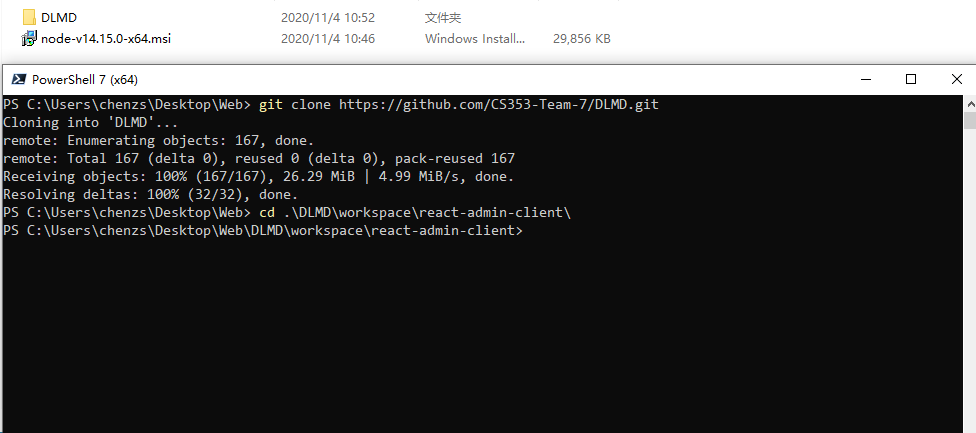 DLMD 2020/11/4 10:52 文件夹
node-v14.15.0-x64.msi 2020/11/4 10:46 Windows Install... 29,856 KB
PowerShell 7 (x64)
PS C:\Users\chenzs\Desktop\Web> git clone https://github.com/CS353-Team-7/DLMD.git
Cloning into 'DLMD'...
remote: Enumerating objects: 167, done.
remote: Total 167 (delta 0), reused 0 (delta 0), pack-reused 167
Receiving objects: 100% (167/167), 26.29 MiB | 4.99 MiB/s, done.
Resolving deltas: 100% (32/32), done.
PS C:\Users\chenzs\Desktop\Web> cd .\DLMD\workspace\react-admin-client\
PS C:\Users\chenzs\Desktop\Web\DLMD\workspace\react-admin-client>